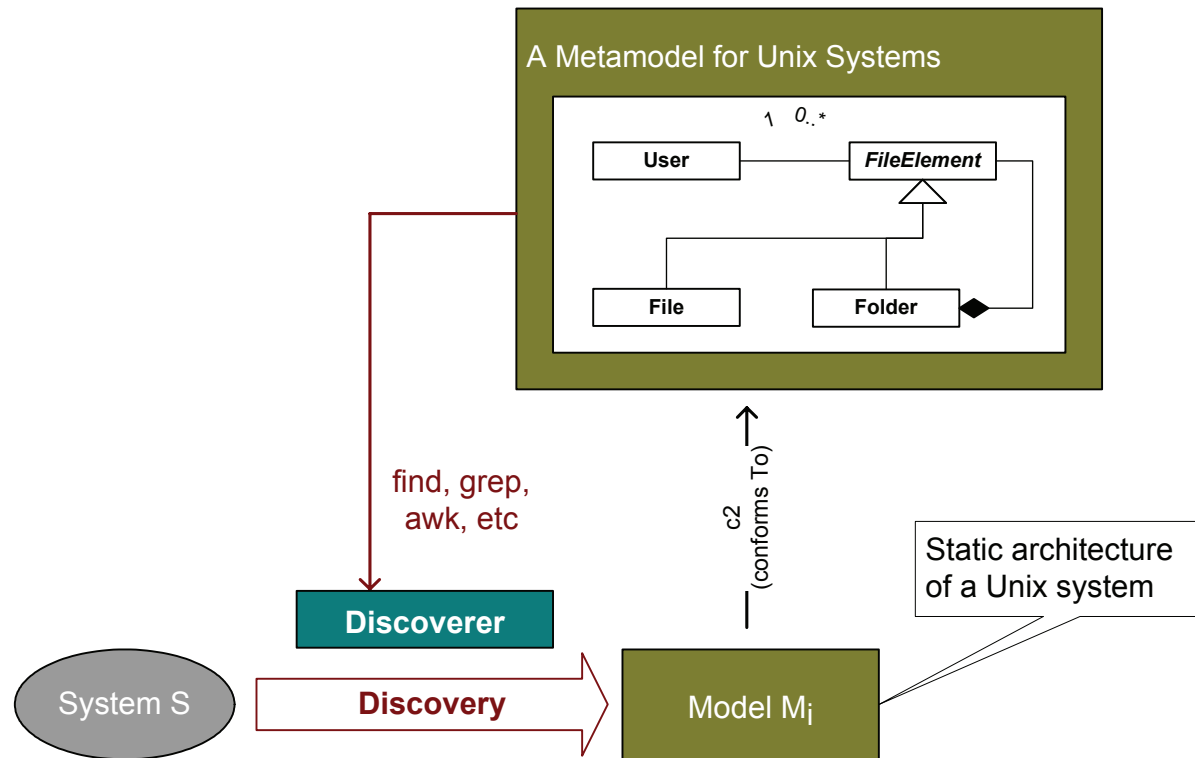 A Metamodel for Unix Systems
1 0..*
User
FileElement
File
Folder
find, grep,
awk, etc
c2
(conforms To)
Static architecture
of a Unix system
Discoverer
System S
Discovery
Model Mi